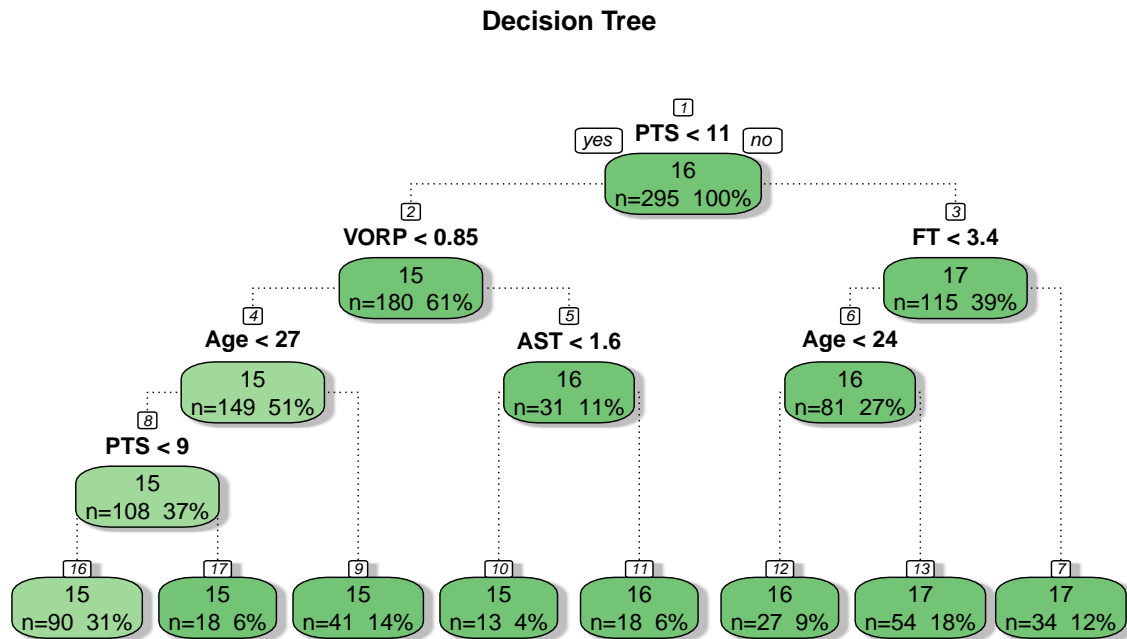 Decision Tree
1
yes PTS < 11 no
16
n=295 100%
2
VORP < 0.85
15
n=180 61%
3
FT < 3.4
17
n=115 39%
4
Age < 27
15
n=149 51%
5
AST < 1.6
16
n=31 11%
6
Age < 24
16
n=81 27%
8
PTS < 9
15
n=108 37%
16
15
n=90 31%
17
15
n=18 6%
9
15
n=41 14%
10
15
n=13 4%
11
16
n=18 6%
12
16
n=27 9%
13
17
n=54 18%
7
17
n=34 12%